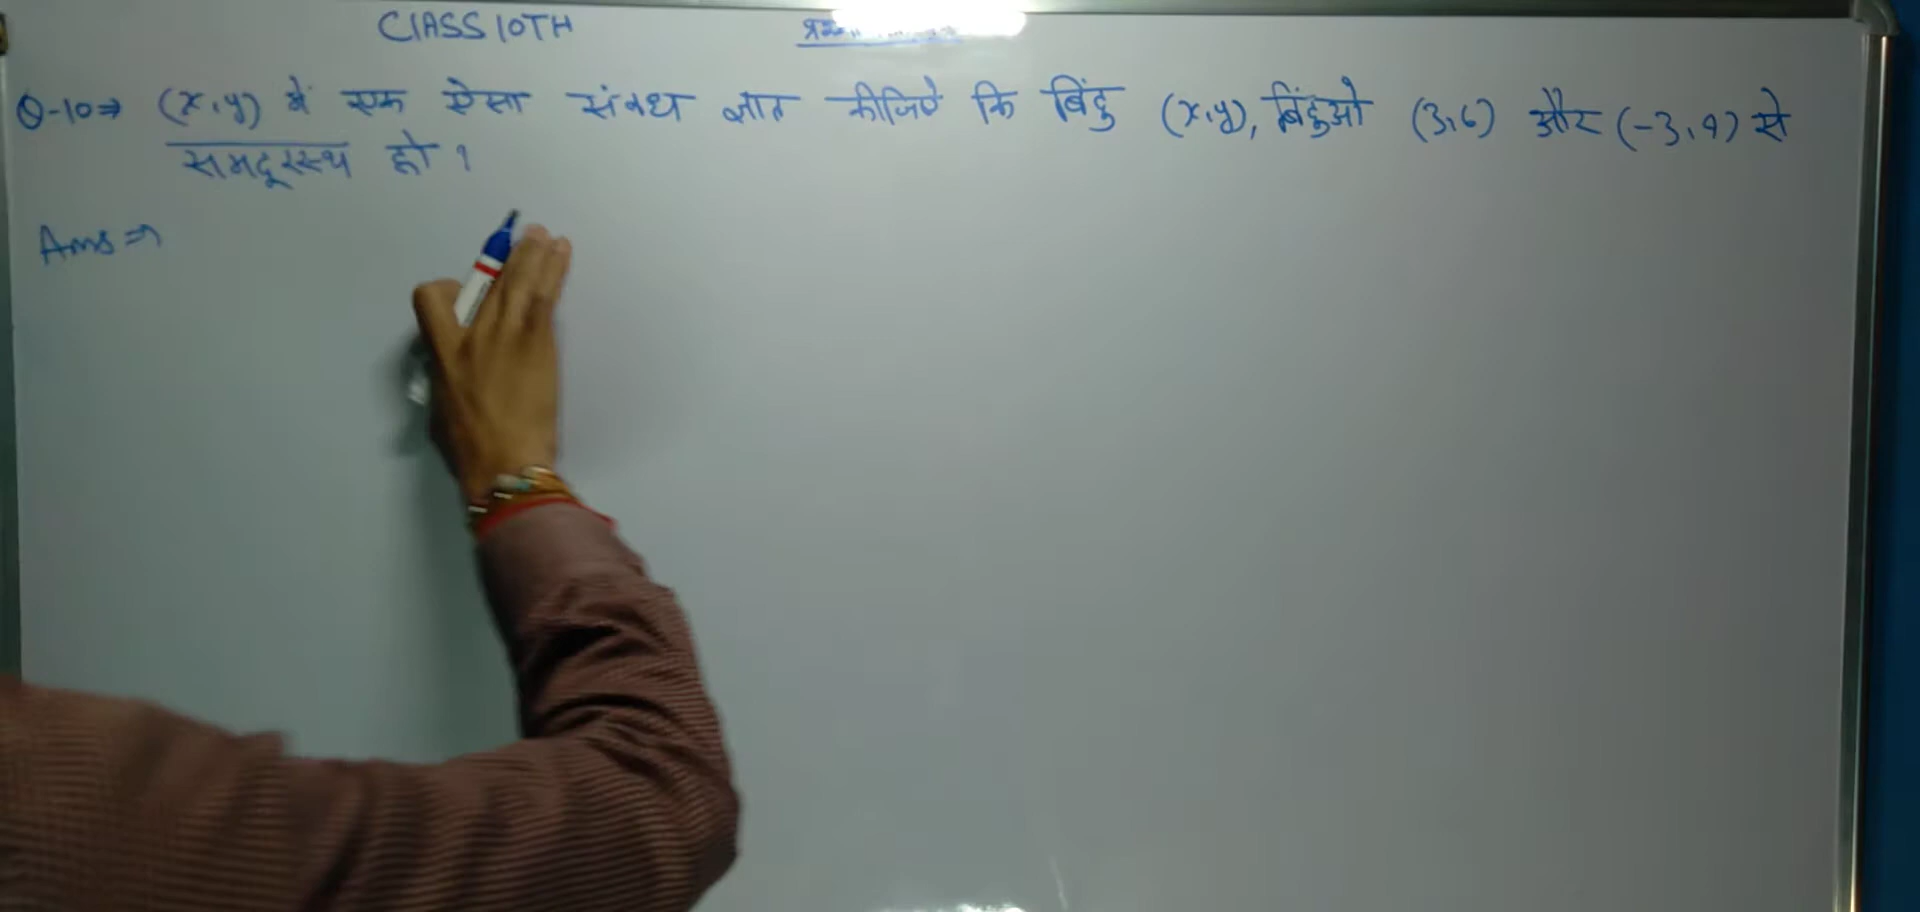 CLASS 10TH
Q-10⇒ (x,y) में एक ऐसा संबंध ज्ञात कीजिये कि बिंदु (x,y), बिंदुओ (3,6) और (-3,4) से
समदूरस्थ हो ।
Ans ⇒